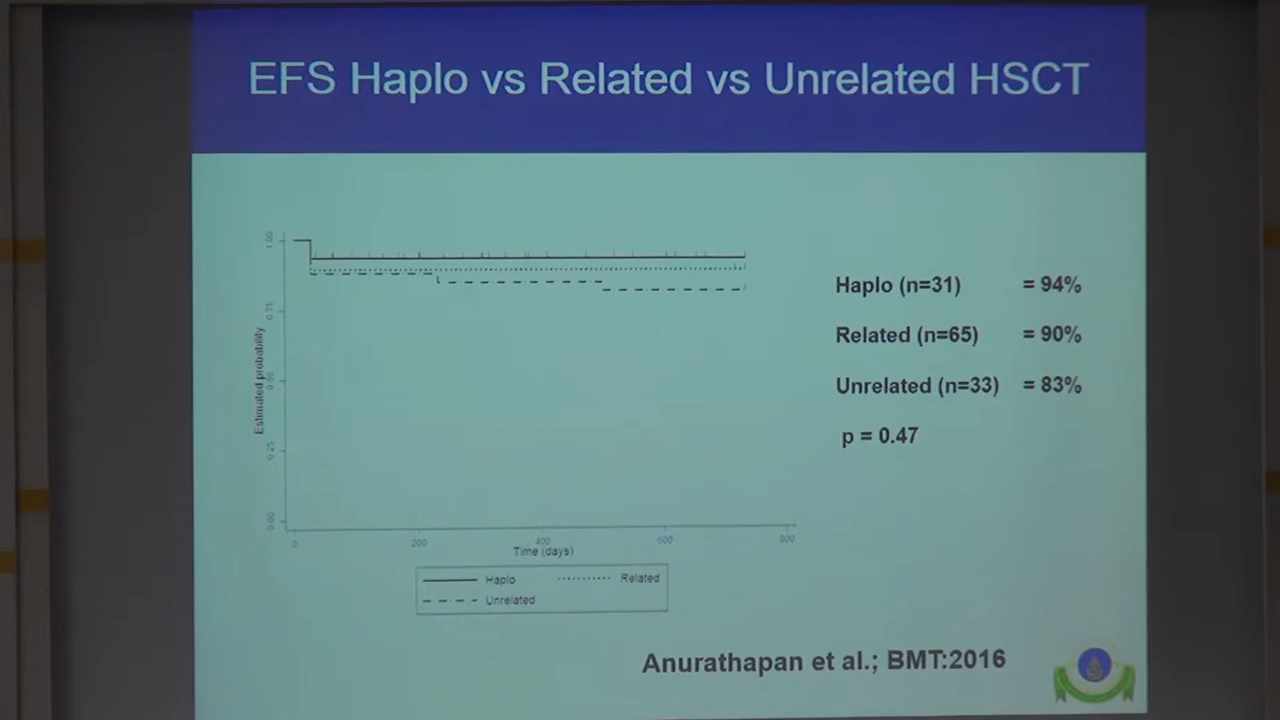 EFS Haplo vs Related vs Unrelated HSCT
1.00
0.75
0.50
0.25
0.00
Estimated probability
0 200 400 600 800
Time (days)
Haplo Related
Unrelated
Haplo (n=31) = 94%
Related (n=65) = 90%
Unrelated (n=33) = 83%
p = 0.47
Anurathapan et al.; BMT:2016